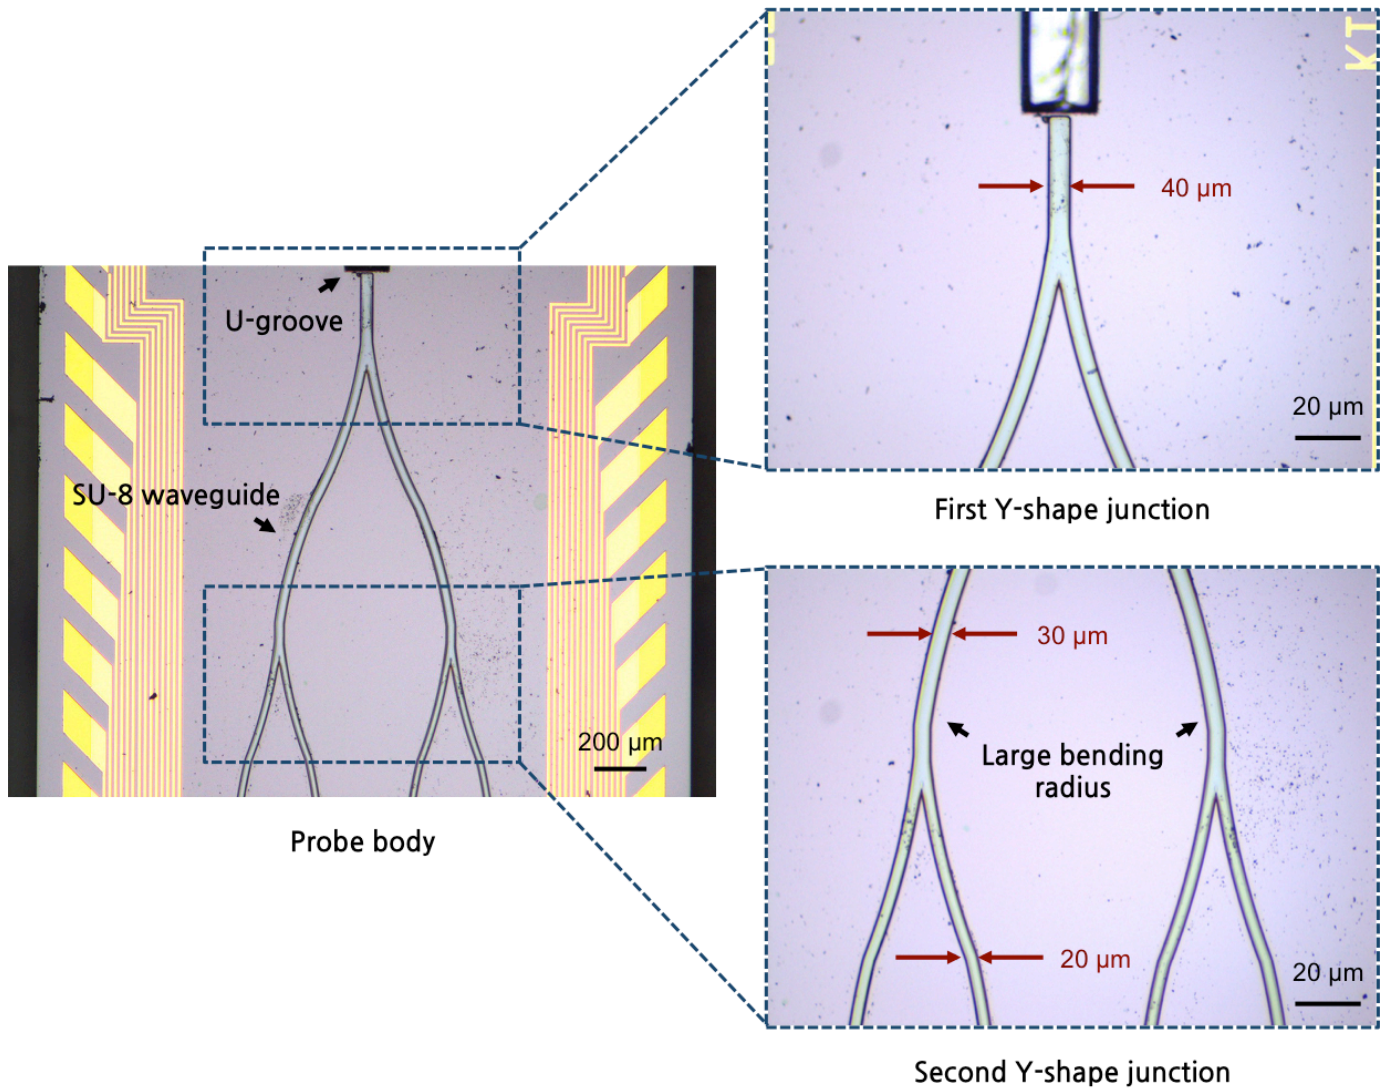 U-groove
SU-8 waveguide
200 µm
Probe body
KT
40 µm
20 µm
First Y-shape junction
30 µm
Large bending
radius
20 µm
20 µm
Second Y-shape junction